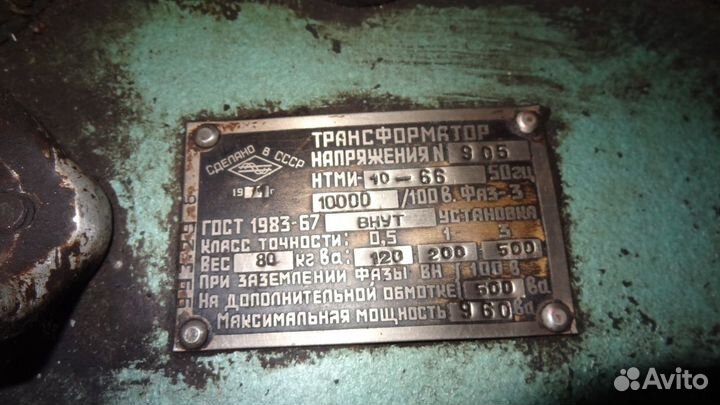 СДЕЛАНО В СССР
ТРАНСФОРМАТОР
НАПРЯЖЕНИЯ N 905
НТМИ-10-66 50гц
10000/100в. ФАЗ-3
ГОСТ 1983-67 ВНУТ УСТАНОВКА
КЛАСС ТОЧНОСТИ: 0,5 1 3
ВЕС 80 кг ва: 120 200 500
ПРИ ЗАЗЕМЛЕНИИ ФАЗЫ ВН 100 В
НА ДОПОЛНИТЕЛЬНОЙ ОБМОТКЕ 500 ва
МАКСИМАЛЬНАЯ МОЩНОСТЬ 960 ва
Avito